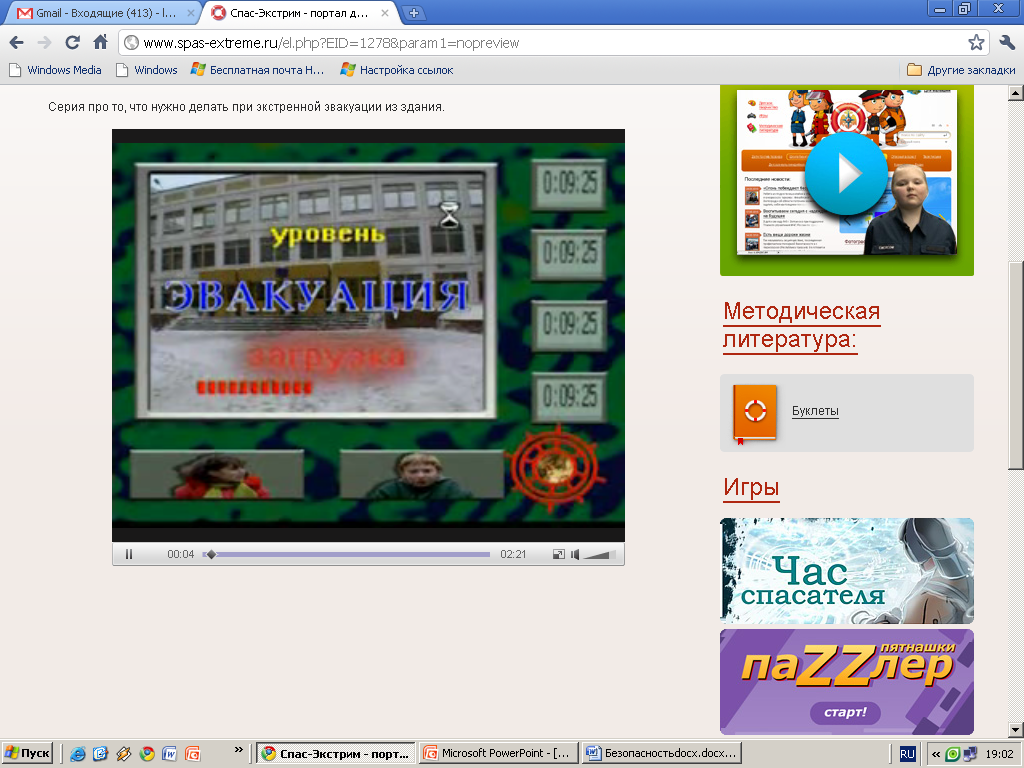 Gmail - Входящие (413) - l...
Спас-Экстрим - портал д...
www.spas-extreme.ru/el.php?EID=1278&param1=nopreview
Windows Media
Windows
Бесплатная почта H...
Настройка ссылок
Другие закладки
Серия про то, что нужно делать при экстренной эвакуации из здания.
0:09:25
уровень
0:09:25
ЭВАКУАЦИЯ
0:09:25
загрузка
0:09:25
00:04
02:21
Последние новости:
Методическая
литература:
Буклеты
Игры
Час
спасателя
пятнашки
паZZлер
старт!
Пуск
»
Спас-Экстрим - порт...
Microsoft PowerPoint - [...
Безопасностьdocx.docx...
RU
«
19:02